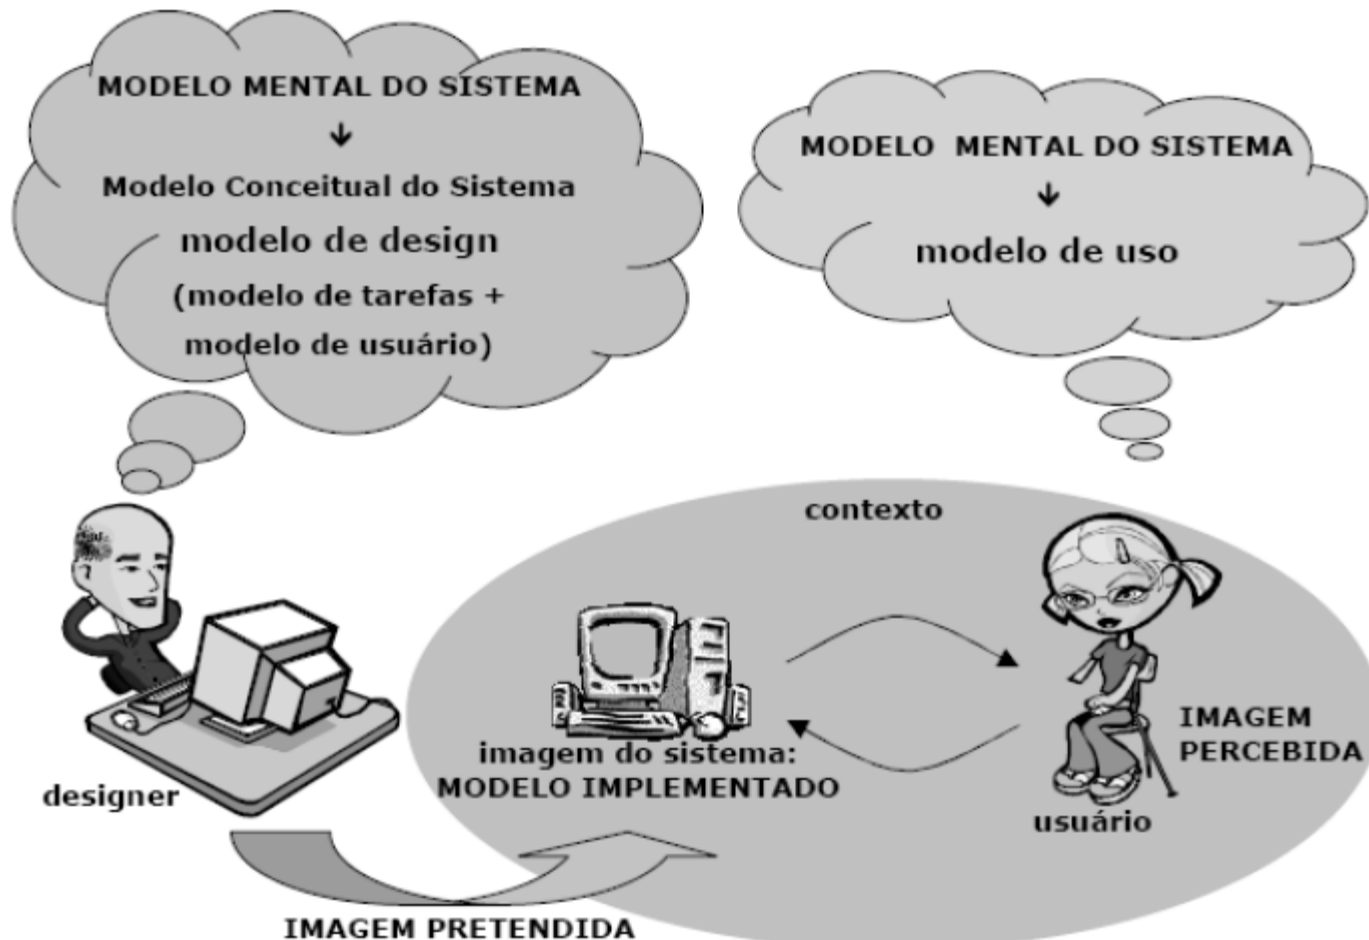 MODELO MENTAL DO SISTEMA
Modelo Conceitual do Sistema
modelo de design
(modelo de tarefas +
modelo de usuário)
MODELO MENTAL DO SISTEMA
modelo de uso
contexto
designer
imagem do sistema:
MODELO IMPLEMENTADO
IMAGEM
PERCEBIDA
usuário
IMAGEM PRETENDIDA